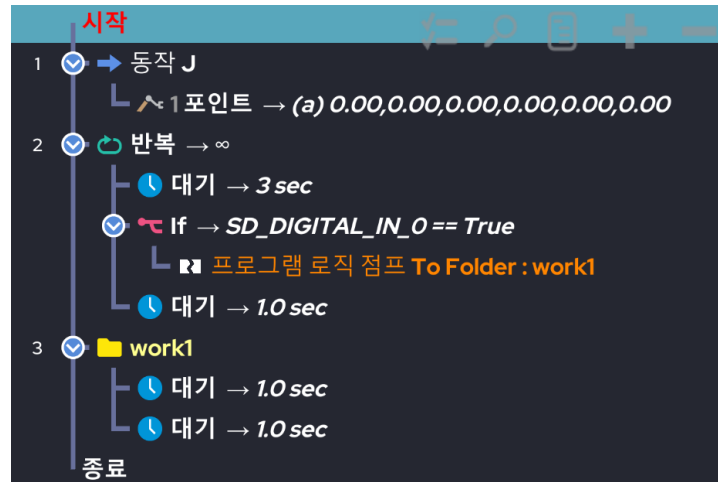 시작
1 동작 J
1 포인트 → (a) 0.00,0.00,0.00,0.00,0.00,0.00
2 반복 → ∞
대기 → 3 sec
If → SD_DIGITAL_IN_0 == True
프로그램 로직 점프 To Folder : work1
대기 → 1.0 sec
3 work1
대기 → 1.0 sec
대기 → 1.0 sec
종료